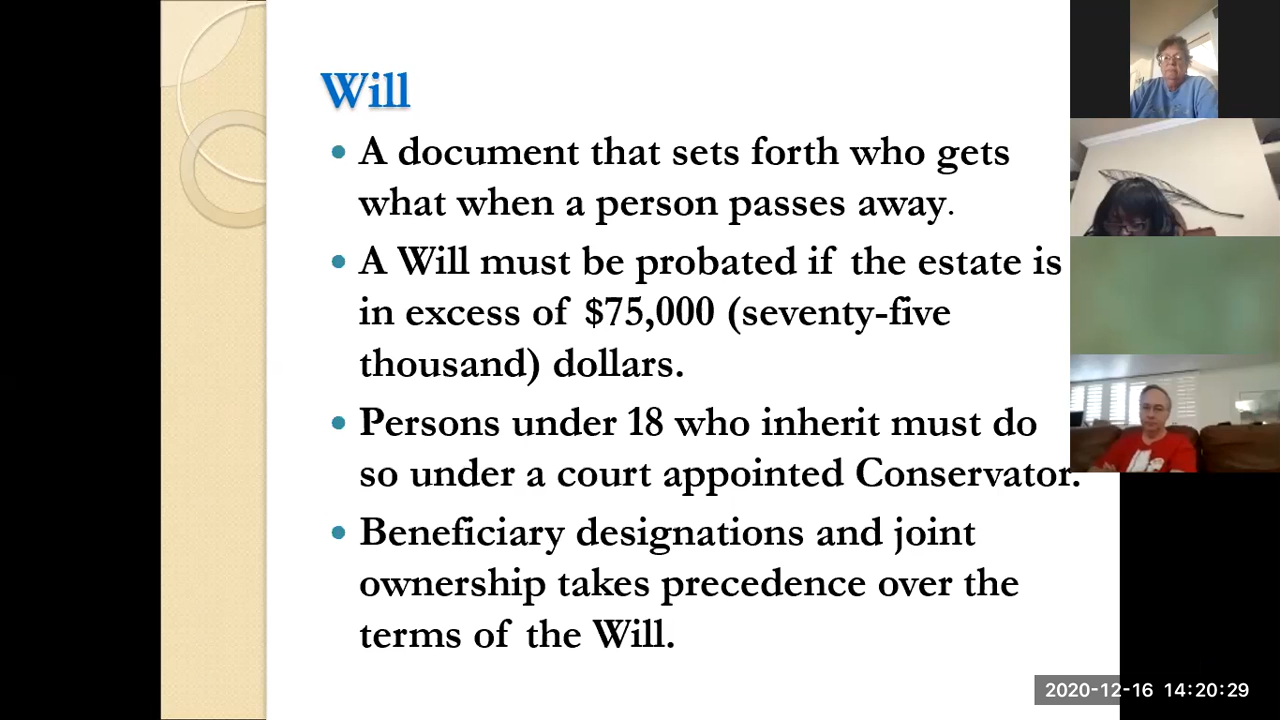 Will
• A document that sets forth who gets
what when a person passes away.
• A Will must be probated if the estate is
in excess of $75,000 (seventy-five
thousand) dollars.
• Persons under 18 who inherit must do
so under a court appointed Conservator.
• Beneficiary designations and joint
ownership takes precedence over the
terms of the Will.
2020-12-16 14:20:29